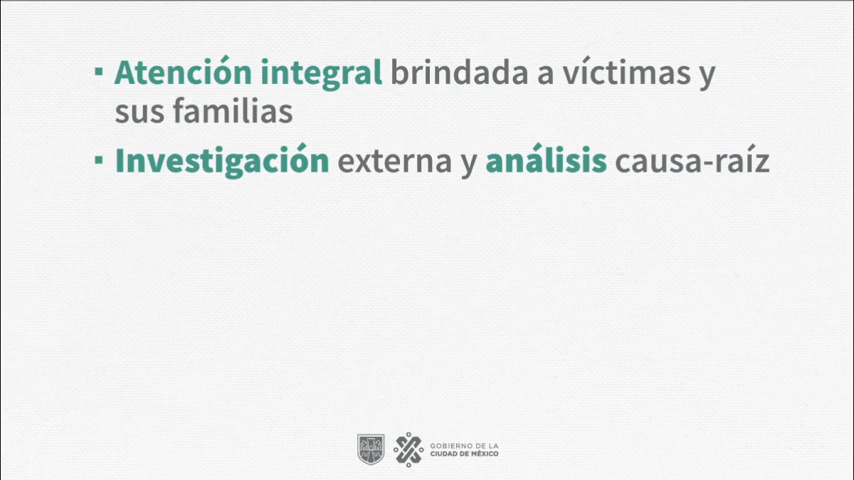 ▪ Atención integral brindada a víctimas y
sus familias
▪ Investigación externa y análisis causa-raíz
GOBIERNO DE LA
CIUDAD DE MÉXICO